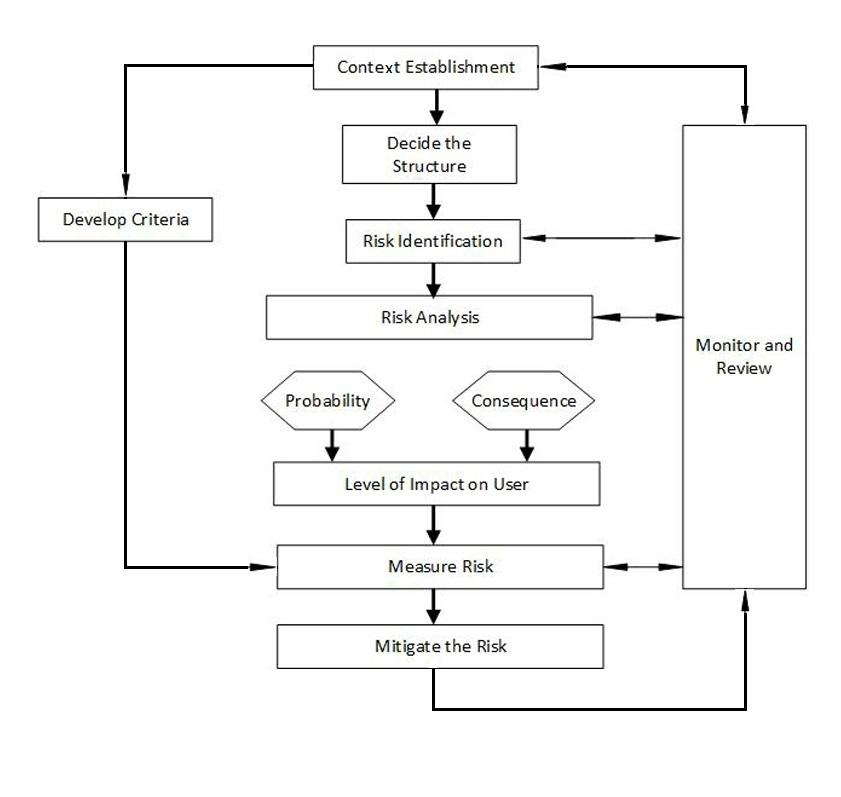 Context Establishment
Decide the
Structure
Develop Criteria
Risk Identification
Risk Analysis
Monitor and
Review
Probability
Consequence
Level of Impact on User
Measure Risk
Mitigate the Risk